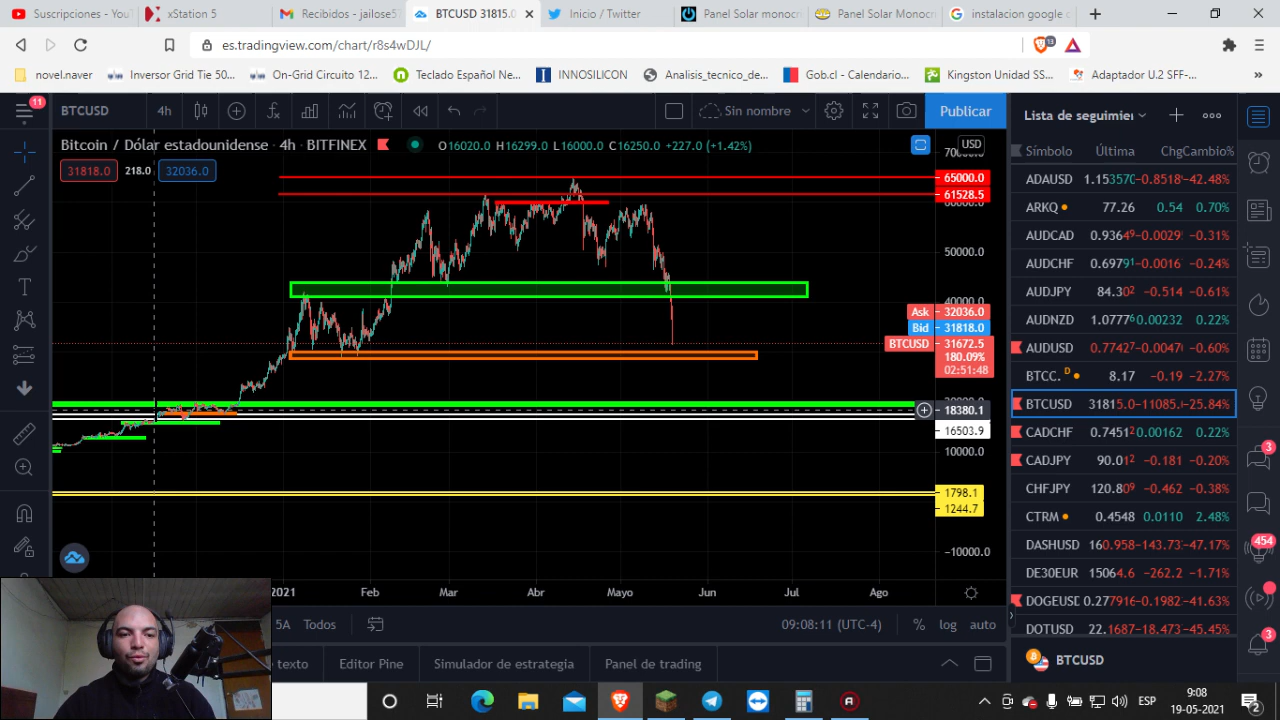 Suscripciones - You
xStation 5
Recibidos - jailose57
BTCUSD 31815.0
Inicio / Twitter
Panel Solar monocr
Panel Solar Monocr
instalacion google c
es.tradingview.com/chart/r8s4wDJL/
13
novel.naver
Inversor Grid Tie 50...
On-Grid Circuito 12...
Teclado Español Ne...
INNOSILICON
Analisis_tecnico_de...
Gob.cl - Calendario...
Kingston Unidad SS...
Adaptador U.2 SFF-...
11
BTCUSD
4h
Sin nombre
Publicar
Lista de seguimier
Bitcoin / Dólar estadounidense · 4h · BITFINEX
O16020.0 H16299.0 L16000.0 C16250.0 +227.0 (+1.42%)
USD
31818.0 218.0 32036.0
65000.0
61528.5
50000.0
40000.0
Ask 32036.0
Bid 31818.0
BTCUSD 31672.5
180.09%
02:51:48
18380.1
16503.9
10000.0
1798.1
1244.7
−10000.0
2021 Feb Mar Abr Mayo Jun Jul Ago
5A Todos
09:08:11 (UTC-4)
% log auto
texto
Editor Pine
Simulador de estrategia
Panel de trading
Símbolo Última Chg Cambio%
ADAUSD 1.153570 -0.8518 -42.48%
ARKQ 77.26 0.54 0.70%
AUDCAD 0.93649 -0.0029 -0.31%
AUDCHF 0.69791 -0.0016 -0.24%
AUDJPY 84.302 -0.514 -0.61%
AUDNZD 1.07776 0.00232 0.22%
AUDUSD 0.77427 -0.0047 -0.60%
BTCC. D 8.17 -0.19 -2.27%
BTCUSD 31815.0 -11085. -25.84%
CADCHF 0.74512 0.00162 0.22%
CADJPY 90.012 -0.181 -0.20%
CHFJPY 120.809 -0.462 -0.38%
CTRM 0.4548 0.0110 2.48%
DASHUSD 160.958 -143.73 -47.17%
DE30EUR 15064.6 -262.2 -1.71%
DOGEUSD 0.277916 -0.1982 -41.63%
DOTUSD 22.1687 -18.473 -45.45%
BTCUSD
3
454
3
ESP
9:08
19-05-2021
2